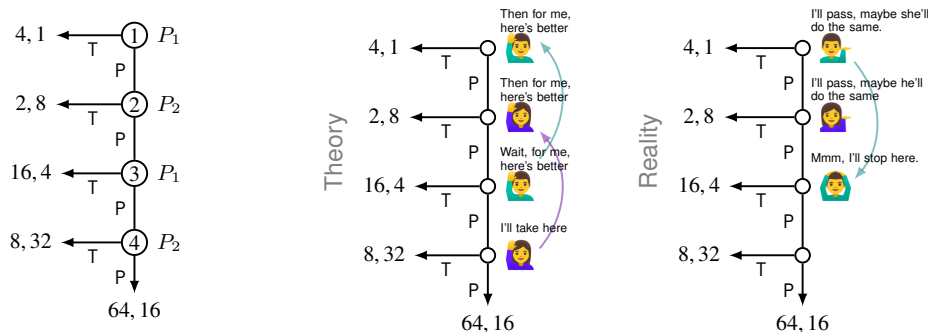 4, 1
T
1
P₁
P
2, 8
T
2
P₂
P
16, 4
T
3
P₁
P
8, 32
T
4
P₂
P
64, 16
Theory
Then for me,
here's better
4, 1
T
P
Then for me,
here's better
2, 8
T
P
Wait, for me,
here's better
16, 4
T
P
I'll take here
8, 32
T
P
64, 16
Reality
I'll pass, maybe she'll
do the same.
4, 1
T
P
I'll pass, maybe he'll
do the same
2, 8
T
P
Mmm, I'll stop here.
16, 4
T
P
8, 32
T
P
64, 16